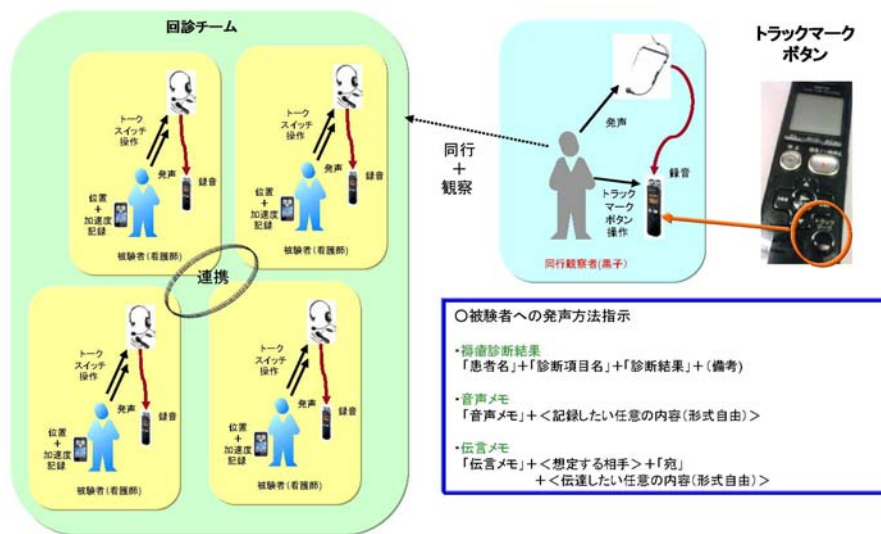 回診チーム
トーク
スイッチ
操作
発声
録音
位置
+
加速度
記録
被験者(看護師)
トーク
スイッチ
操作
発声
録音
位置
+
加速度
記録
被験者(看護師)
連携
トーク
スイッチ
操作
発声
録音
位置
+
加速度
記録
被験者(看護師)
トーク
スイッチ
操作
発声
録音
位置
+
加速度
記録
被験者(看護師)
同行
+
観察
発声
録音
トラック
マーク
ボタン
操作
同行観察者(黒子)
トラックマーク
ボタン
○被験者への発声方法指示
・褥瘡診断結果
「患者名」+「診断項目名」+「診断結果」+(備考)
・音声メモ
「音声メモ」+<記録したい任意の内容(形式自由)>
・伝言メモ
「伝言メモ」+<想定する相手>+「宛」
+<伝達したい任意の内容(形式自由)>